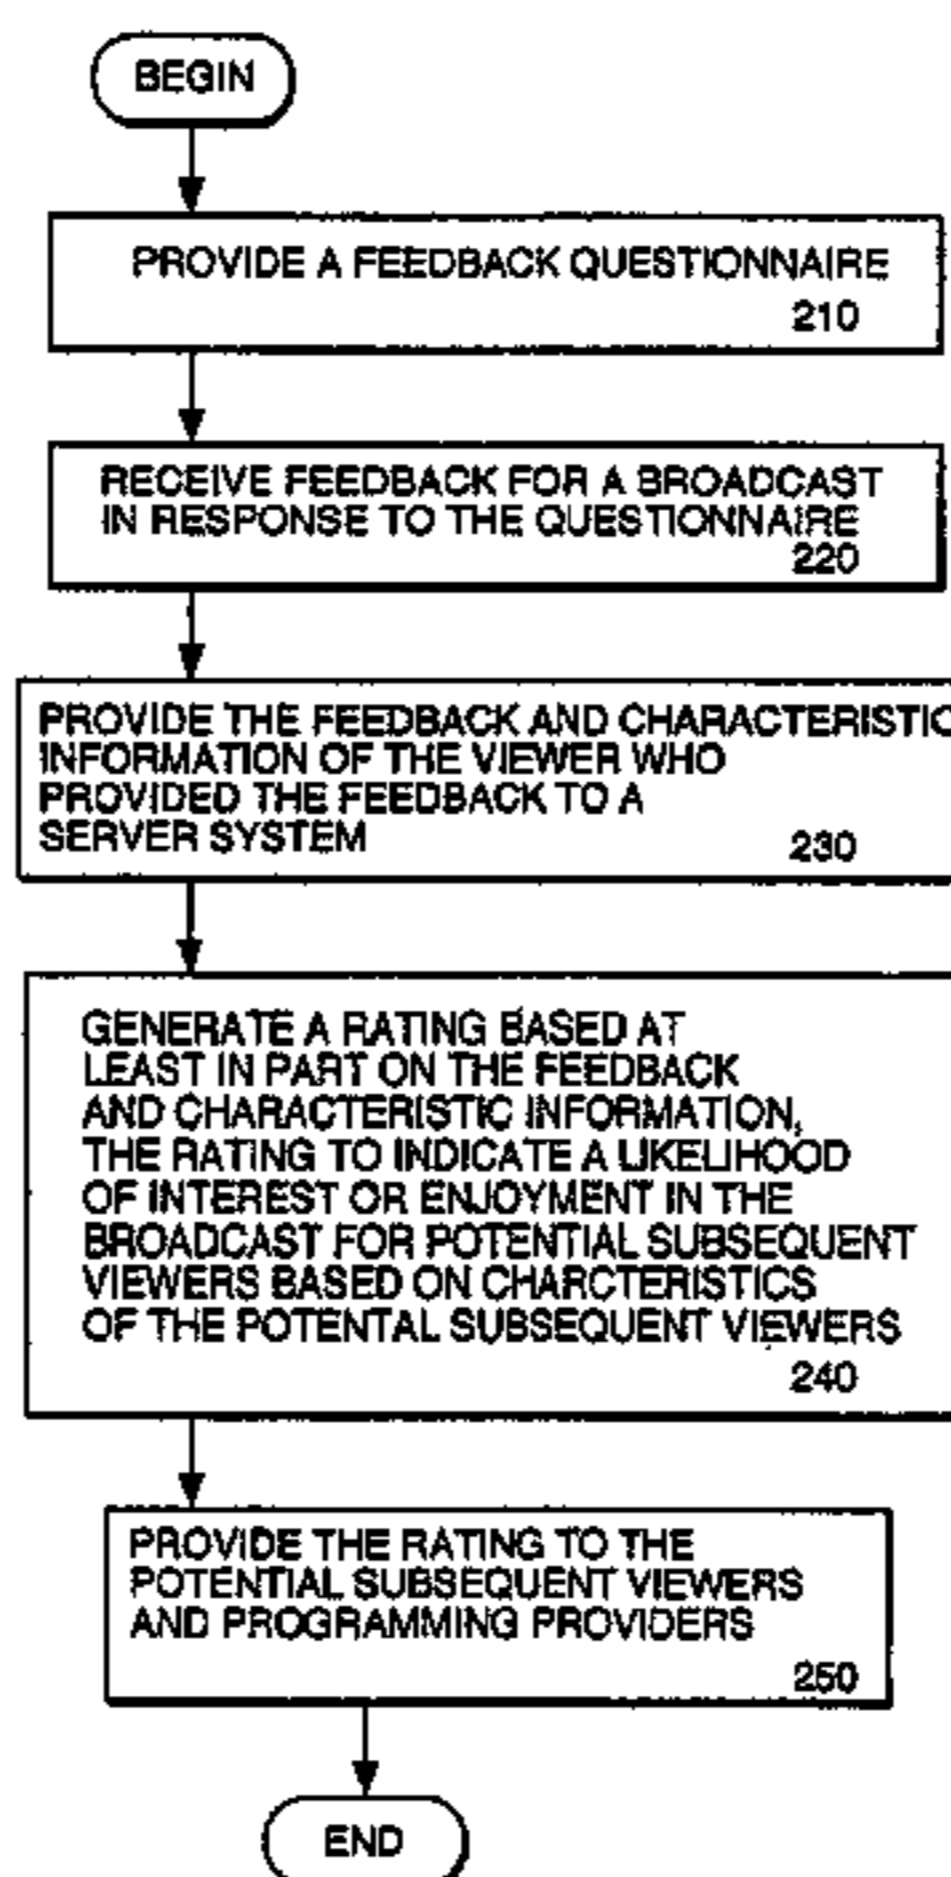 BEGIN
PROVIDE A FEEDBACK QUESTIONNAIRE
210
RECEIVE FEEDBACK FOR A BROADCAST
IN RESPONSE TO THE QUESTIONNAIRE
220
PROVIDE THE FEEDBACK AND CHARACTERISTIC
INFORMATION OF THE VIEWER WHO
PROVIDED THE FEEDBACK TO A
SERVER SYSTEM
230
GENERATE A RATING BASED AT
LEAST IN PART ON THE FEEDBACK
AND CHARACTERISTIC INFORMATION,
THE RATING TO INDICATE A LIKELIHOOD
OF INTEREST OR ENJOYMENT IN THE
BROADCAST FOR POTENTIAL SUBSEQUENT
VIEWERS BASED ON CHARCTERISTICS
OF THE POTENTAL SUBSEQUENT VIEWERS
240
PROVIDE THE RATING TO THE
POTENTIAL SUBSEQUENT VIEWERS
AND PROGRAMMING PROVIDERS
250
END